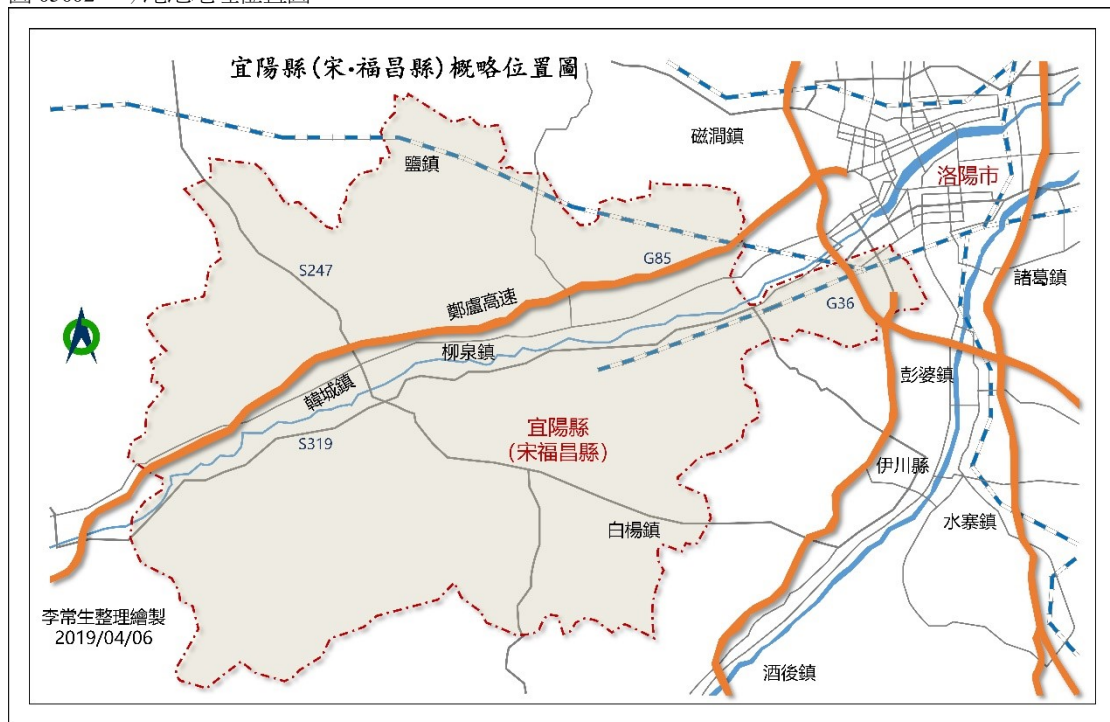 宜陽縣(宋·福昌縣)概略位置圖
磁澗鎮
鹽鎮
洛陽市
S247
G85
諸葛鎮
鄭盧高速
G36
柳泉鎮
彭婆鎮
韓城鎮
宜陽縣
(宋福昌縣)
S319
伊川縣
白楊鎮
水寨鎮
李常生整理繪製
2019/04/06
酒後鎮